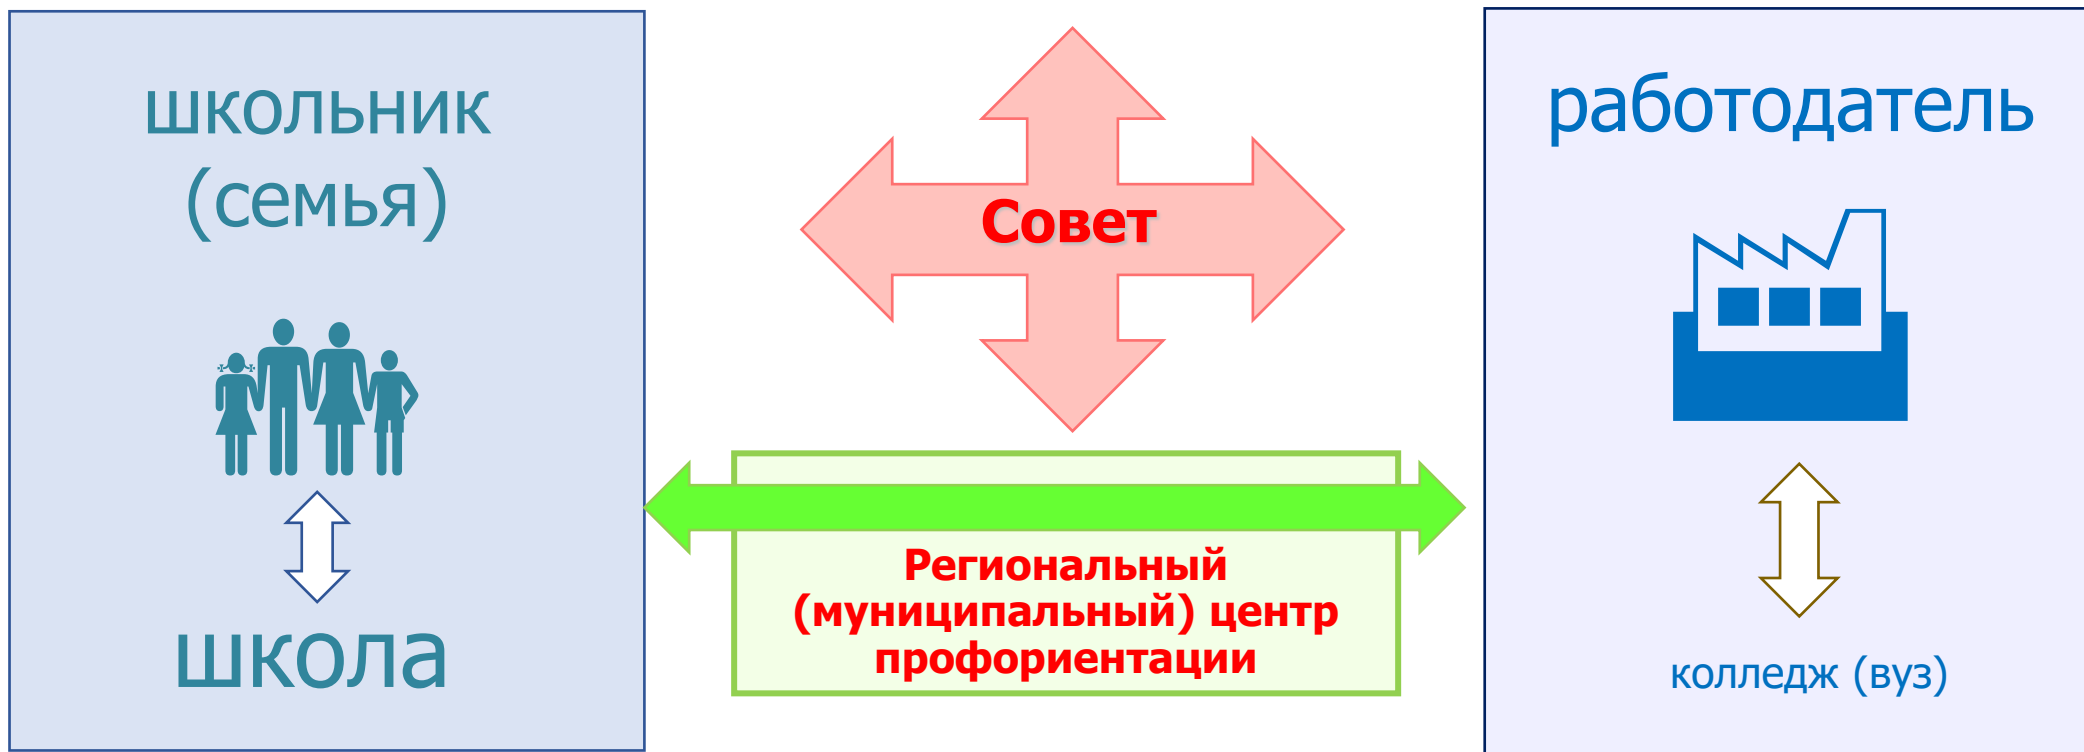 школьник
(семья)
школа
Совет
Региональный
(муниципальный) центр
профориентации
работодатель
колледж (вуз)